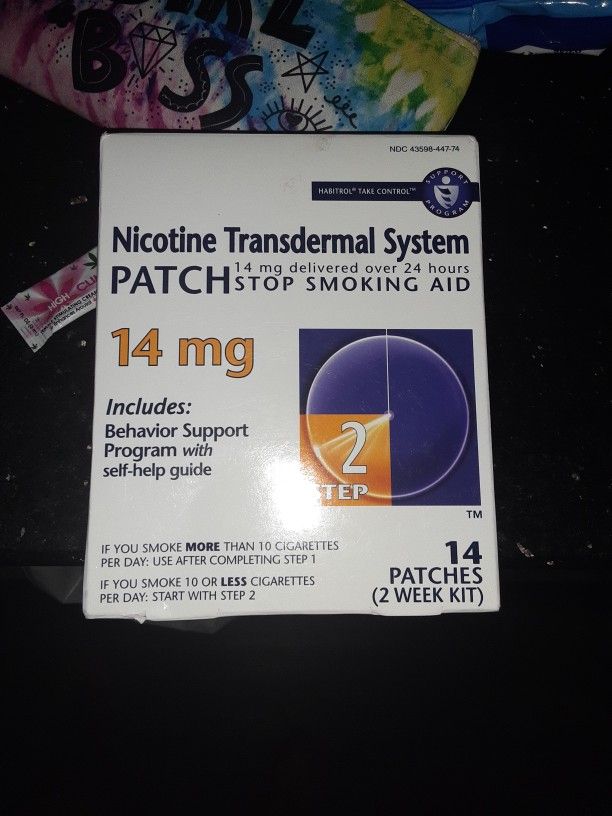 B SS
NDC 43598-447-74
HABITROL® TAKE CONTROL™
SUPPORT PROGRAM
Nicotine Transdermal System
PATCH 14 mg delivered over 24 hours
STOP SMOKING AID
HIGH
14 mg
Includes:
Behavior Support
Program with
self-help guide
2
STEP
TM
IF YOU SMOKE MORE THAN 10 CIGARETTES
PER DAY: USE AFTER COMPLETING STEP 1
IF YOU SMOKE 10 OR LESS CIGARETTES
PER DAY: START WITH STEP 2
14
PATCHES
(2 WEEK KIT)